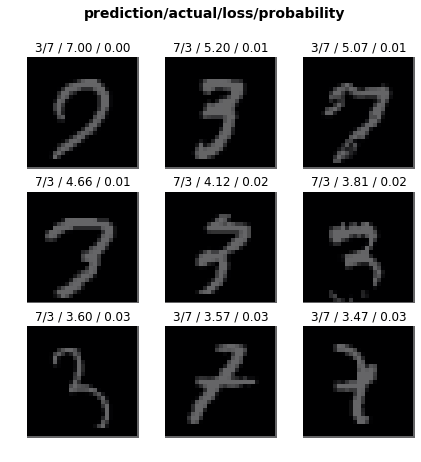 prediction/actual/loss/probability
3/7 / 7.00 / 0.00
7/3 / 5.20 / 0.01
3/7 / 5.07 / 0.01
7/3 / 4.66 / 0.01
7/3 / 4.12 / 0.02
7/3 / 3.81 / 0.02
7/3 / 3.60 / 0.03
3/7 / 3.57 / 0.03
3/7 / 3.47 / 0.03